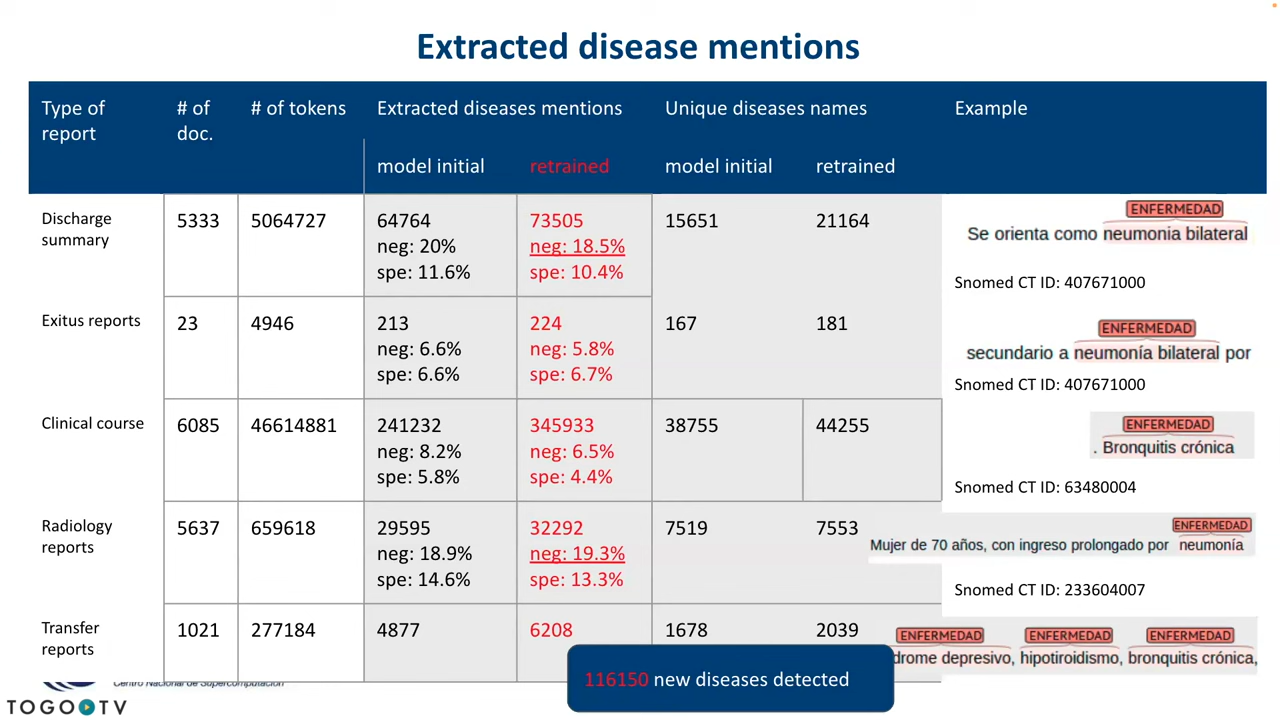 Extracted disease mentions
Type of report # of doc. # of tokens Extracted diseases mentions Unique diseases names Example
model initial retrained model initial retrained
Discharge summary 5333 5064727 64764 73505 15651 21164
neg: 20% neg: 18.5%
spe: 11.6% spe: 10.4%
ENFERMEDAD
Se orienta como neumonia bilateral
Snomed CT ID: 407671000
Exitus reports 23 4946 213 224 167 181
neg: 6.6% neg: 5.8%
spe: 6.6% spe: 6.7%
ENFERMEDAD
secundario a neumonía bilateral por
Snomed CT ID: 407671000
Clinical course 6085 46614881 241232 345933 38755 44255
neg: 8.2% neg: 6.5%
spe: 5.8% spe: 4.4%
ENFERMEDAD
. Bronquitis crónica
Snomed CT ID: 63480004
Radiology reports 5637 659618 29595 32292 7519 7553
neg: 18.9% neg: 19.3%
spe: 14.6% spe: 13.3%
ENFERMEDAD
Mujer de 70 años, con ingreso prolongado por neumonía
Snomed CT ID: 233604007
Transfer reports 1021 277184 4877 6208 1678 2039
ENFERMEDAD ENFERMEDAD ENFERMEDAD
drome depresivo, hipotiroidismo, bronquitis crónica,
116150 new diseases detected
Centro Nacional de Supercomputación
TOGO TV